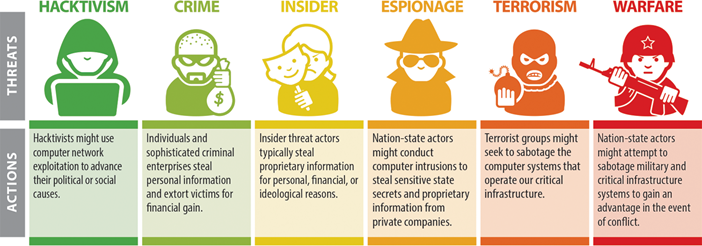 HACKTIVISM
CRIME
INSIDER
ESPIONAGE
TERRORISM
WARFARE
THREATS
$
ACTIONS
Hacktivists might use
computer network
exploitation to advance
their political or social
causes.
Individuals and
sophisticated criminal
enterprises steal
personal information
and extort victims for
financial gain.
Insider threat actors
typically steal
proprietary information
for personal, financial, or
ideological reasons.
Nation-state actors
might conduct
computer intrusions to
steal sensitive state
secrets and proprietary
information from
private companies.
Terrorist groups might
seek to sabotage the
computer systems that
operate our critical
infrastructure.
Nation-state actors
might attempt to
sabotage military and
critical infrastructure
systems to gain an
advantage in the event
of conflict.